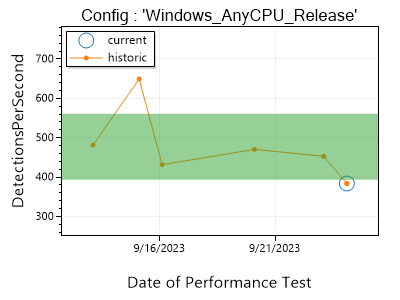 Config : 'Windows_AnyCPU_Release'
current
historic
DetectionsPerSecond
700
600
500
400
300
9/16/2023
9/21/2023
Date of Performance Test